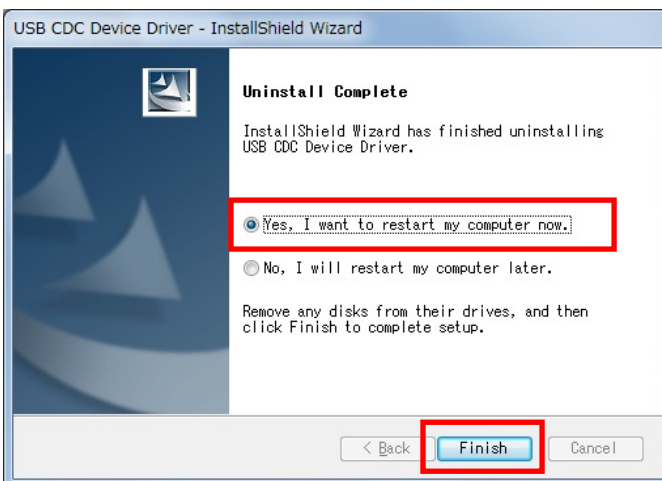 USB CDC Device Driver - InstallShield Wizard
Uninstall Complete
InstallShield Wizard has finished uninstalling
USB CDC Device Driver.
Yes, I want to restart my computer now.
No, I will restart my computer later.
Remove any disks from their drives, and then
click Finish to complete setup.
< Back
Finish
Cancel